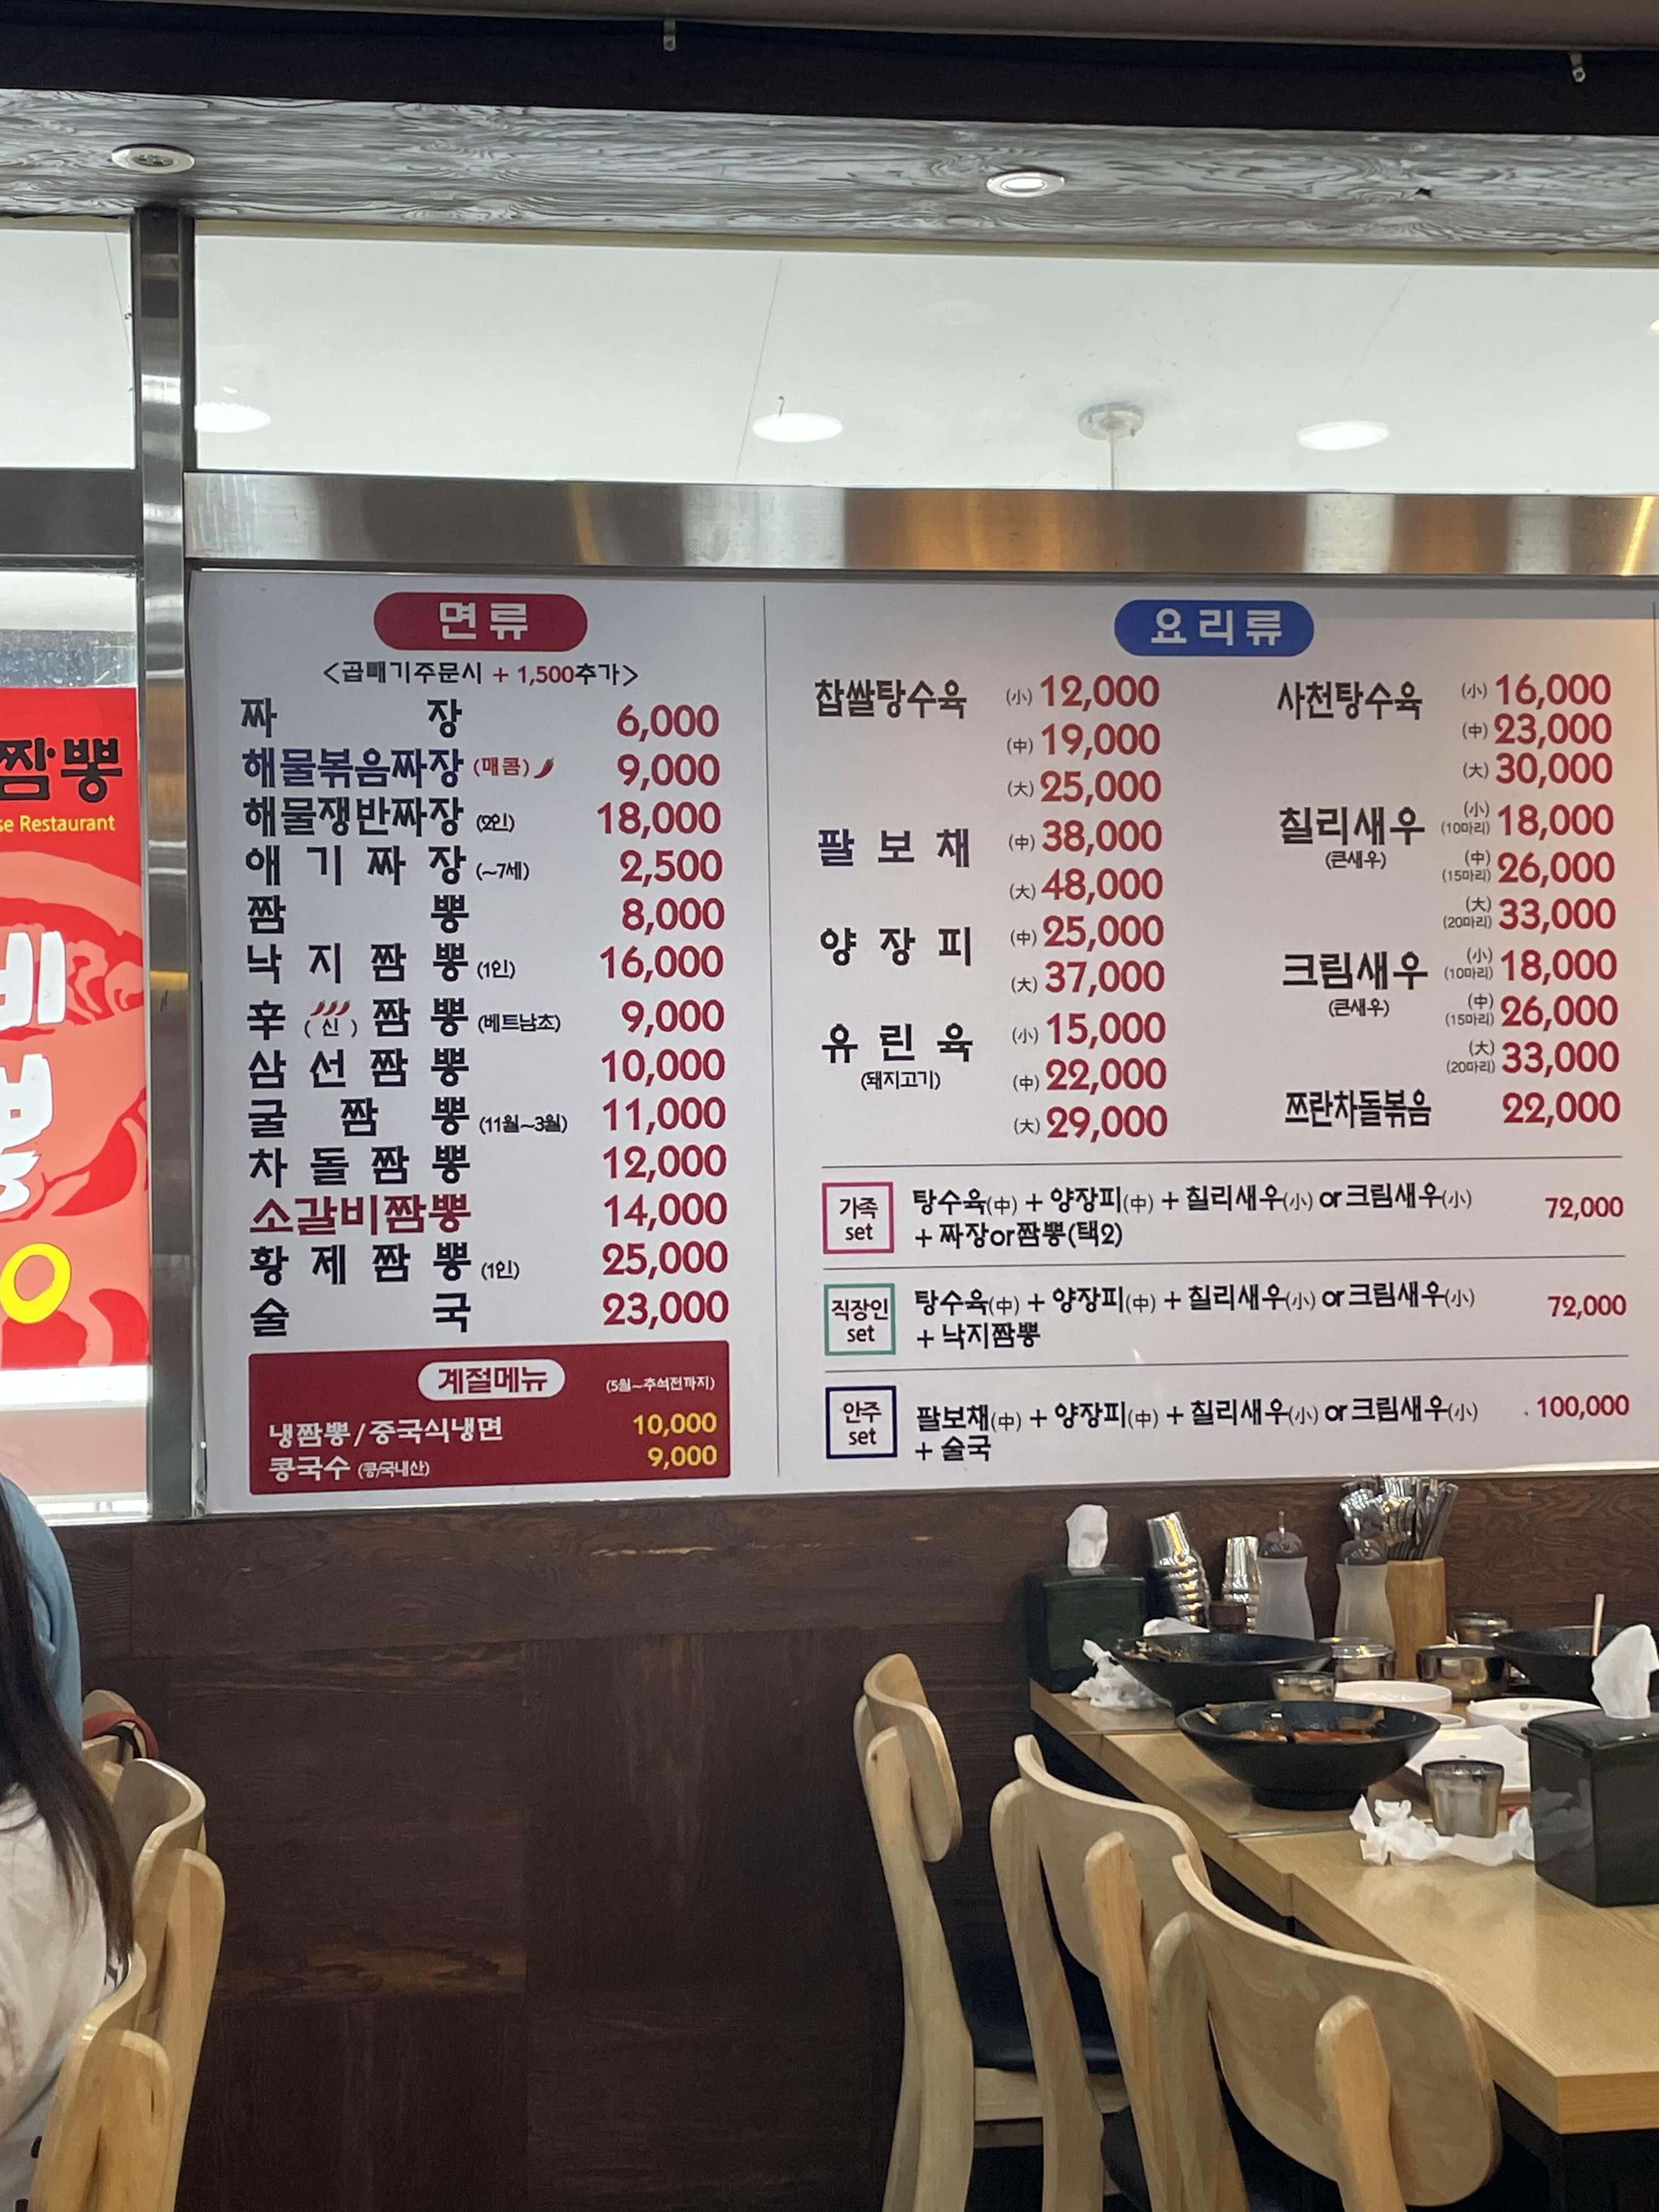 짬뽕
se Restaurant
비
뽕
면류
<곱빼기주문시 + 1,500추가>
짜장 6,000
해물볶음짜장 (매콤) 9,000
해물쟁반짜장 (2인) 18,000
애기짜장 (~7세) 2,500
짬뽕 8,000
낙지짬뽕 (1인) 16,000
辛(신)짬뽕 (베트남초) 9,000
삼선짬뽕 10,000
굴짬뽕 (11월~3월) 11,000
차돌짬뽕 12,000
소갈비짬뽕 14,000
황제짬뽕 (1인) 25,000
술국 23,000
계절메뉴 (5월~추석전까지)
냉짬뽕/중국식냉면 10,000
콩국수 (콩/국내산) 9,000
요리류
찹쌀탕수육 (小) 12,000
(中) 19,000
(大) 25,000
팔보채 (中) 38,000
(大) 48,000
양장피 (中) 25,000
(大) 37,000
유린육 (小) 15,000
(돼지고기) (中) 22,000
(大) 29,000
사천탕수육 (小) 16,000
(中) 23,000
(大) 30,000
칠리새우 (小) (10마리) 18,000
(큰새우) (中) (15마리) 26,000
(大) (20마리) 33,000
크림새우 (小) (10마리) 18,000
(큰새우) (中) (15마리) 26,000
(大) (20마리) 33,000
쯔란차돌볶음 22,000
가족 set 탕수육(中) + 양장피(中) + 칠리새우(小) or 크림새우(小) 72,000
+ 짜장or짬뽕(택2)
직장인 set 탕수육(中) + 양장피(中) + 칠리새우(小) or 크림새우(小) 72,000
+ 낙지짬뽕
안주 set 팔보채(中) + 양장피(中) + 칠리새우(小) or 크림새우(小) 100,000
+ 술국